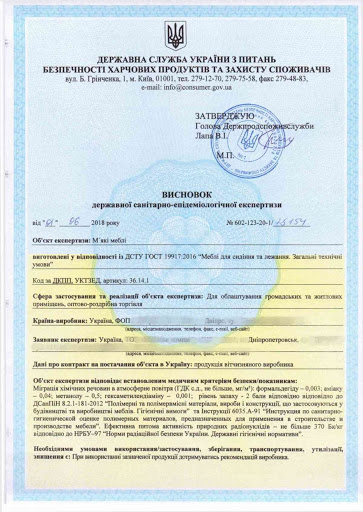 ДЕРЖАВНА СЛУЖБА УКРАЇНИ З ПИТАНЬ
БЕЗПЕЧНОСТІ ХАРЧОВИХ ПРОДУКТІВ ТА ЗАХИСТУ СПОЖИВАЧІВ
вул. Б. Грінченка, 1, м. Київ, 01001, тел. 279-12-70, 279-75-58, факс 279-48-83,
e-mail: info@consumer.gov.ua
ЗАТВЕРДЖУЮ
Голова Держпродспоживслужби
Лапа В.І.
М.П.
ВИСНОВОК
державної санітарно-епідеміологічної експертизи
від 06 2018 року № 602-123-20-1/
Об'єкт експертизи: М`які меблі
виготовлені у відповідності із ДСТУ ГОСТ 19917:2016 "Меблі для сидіння та лежання. Загальні технічні
умови"
Код за ДКПП, УКТЗЕД, артикул: 36.14.1
Сфера застосування та реалізації об'єкта експертизи: Для облаштування громадських та житлових
приміщень, оптово-роздрібна торгівля
Країна-виробник: Україна, ФОП Дніпро,
(адреса, місцезнаходження, телефон, факс, e-mail, веб-сайт)
Заявник експертизи: Україна, Дніпропетровськ.
(адреса, місцезнаходження, телефон, факс, e-mail, веб-сайт)
Дані про контракт на постачання об'єкта в Україну: продукція вітчизняного виробника
Об'єкт експертизи відповідає встановленим медичним критеріям безпеки/показникам:
Міграція хімічних речовин в атмосферне повітря (ГДК с.д., не більше, мг/м³): формальдегіду – 0,003; аміаку
– 0,04; метанолу – 0,5; гексаметилендіаміну – 0,001; рівень запаху - 2 бали відповідно відповідно до
ДСанПіН 8.2.1-181-2012 "Полімерні та полімервмісні матеріали, вироби і конструкції, що застосовуються у
будівництві та виробництві меблів. Гігієнічні вимоги" та Інструкції 6035.А-91 "Инструкция по санитарно-
гигиенической оценке полимерных материалов, предназначенных для применения в строительстве и
производстве мебели". Ефективна питома активність природних радіонуклідів – не більше 370 Бк/кг
відповідно до НРБУ–97 "Норми радіаційної безпеки України. Державні гігієнічні нормативи".
Необхідними умовами використання/застосування, зберігання, транспортування, утилізації,
знищення є: При використанні зазначеної продукції дотримуватись рекомендацій виробника.